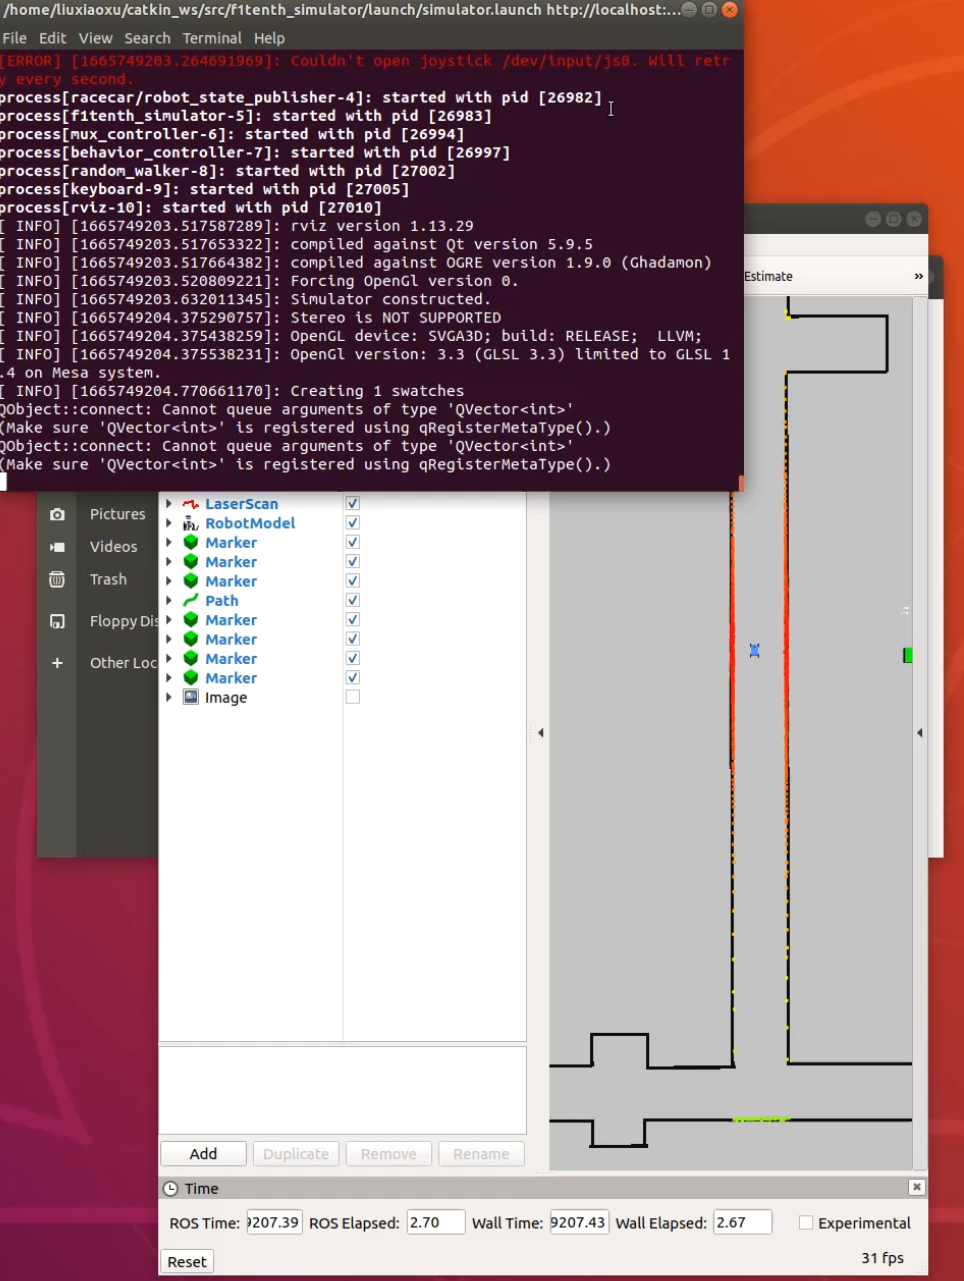 /home/liuxiaoxu/catkin_ws/src/f1tenth_simulator/launch/simulator.launch http://localhost:...
File Edit View Search Terminal Help
[ERROR] [1665749203.264691969]: Couldn't open joystick /dev/input/js0. Will retr
y every second.
process[racecar/robot_state_publisher-4]: started with pid [26982]
process[f1tenth_simulator-5]: started with pid [26983]
process[mux_controller-6]: started with pid [26994]
process[behavior_controller-7]: started with pid [26997]
process[random_walker-8]: started with pid [27002]
process[keyboard-9]: started with pid [27005]
process[rviz-10]: started with pid [27010]
[ INFO] [1665749203.517587289]: rviz version 1.13.29
[ INFO] [1665749203.517653322]: compiled against Qt version 5.9.5
[ INFO] [1665749203.517664382]: compiled against OGRE version 1.9.0 (Ghadamon)
[ INFO] [1665749203.520809221]: Forcing OpenGl version 0.
[ INFO] [1665749203.632011345]: Simulator constructed.
[ INFO] [1665749204.375290757]: Stereo is NOT SUPPORTED
[ INFO] [1665749204.375438259]: OpenGL device: SVGA3D; build: RELEASE;  LLVM;
[ INFO] [1665749204.375538231]: OpenGl version: 3.3 (GLSL 3.3) limited to GLSL 1
.4 on Mesa system.
[ INFO] [1665749204.770661170]: Creating 1 swatches
QObject::connect: Cannot queue arguments of type 'QVector<int>'
(Make sure 'QVector<int>' is registered using qRegisterMetaType().)
QObject::connect: Cannot queue arguments of type 'QVector<int>'
(Make sure 'QVector<int>' is registered using qRegisterMetaType().)
Estimate »
Pictures
Videos
Trash
Floppy Dis
Other Loc
LaserScan
RobotModel
Marker
Marker
Marker
Path
Marker
Marker
Marker
Marker
Image
Add Duplicate Remove Rename
Time
ROS Time: 9207.39 ROS Elapsed: 2.70 Wall Time: 9207.43 Wall Elapsed: 2.67 Experimental
Reset 31 fps